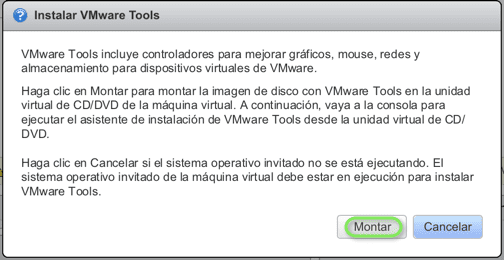 Instalar VMware Tools
VMware Tools incluye controladores para mejorar gráficos, mouse, redes y
almacenamiento para dispositivos virtuales de VMware.
Haga clic en Montar para montar la imagen de disco con VMware Tools en la unidad
virtual de CD/DVD de la máquina virtual. A continuación, vaya a la consola para
ejecutar el asistente de instalación de VMware Tools desde la unidad virtual de CD/
DVD.
Haga clic en Cancelar si el sistema operativo invitado no se está ejecutando. El
sistema operativo invitado de la máquina virtual debe estar en ejecución para instalar
VMware Tools.
Montar
Cancelar